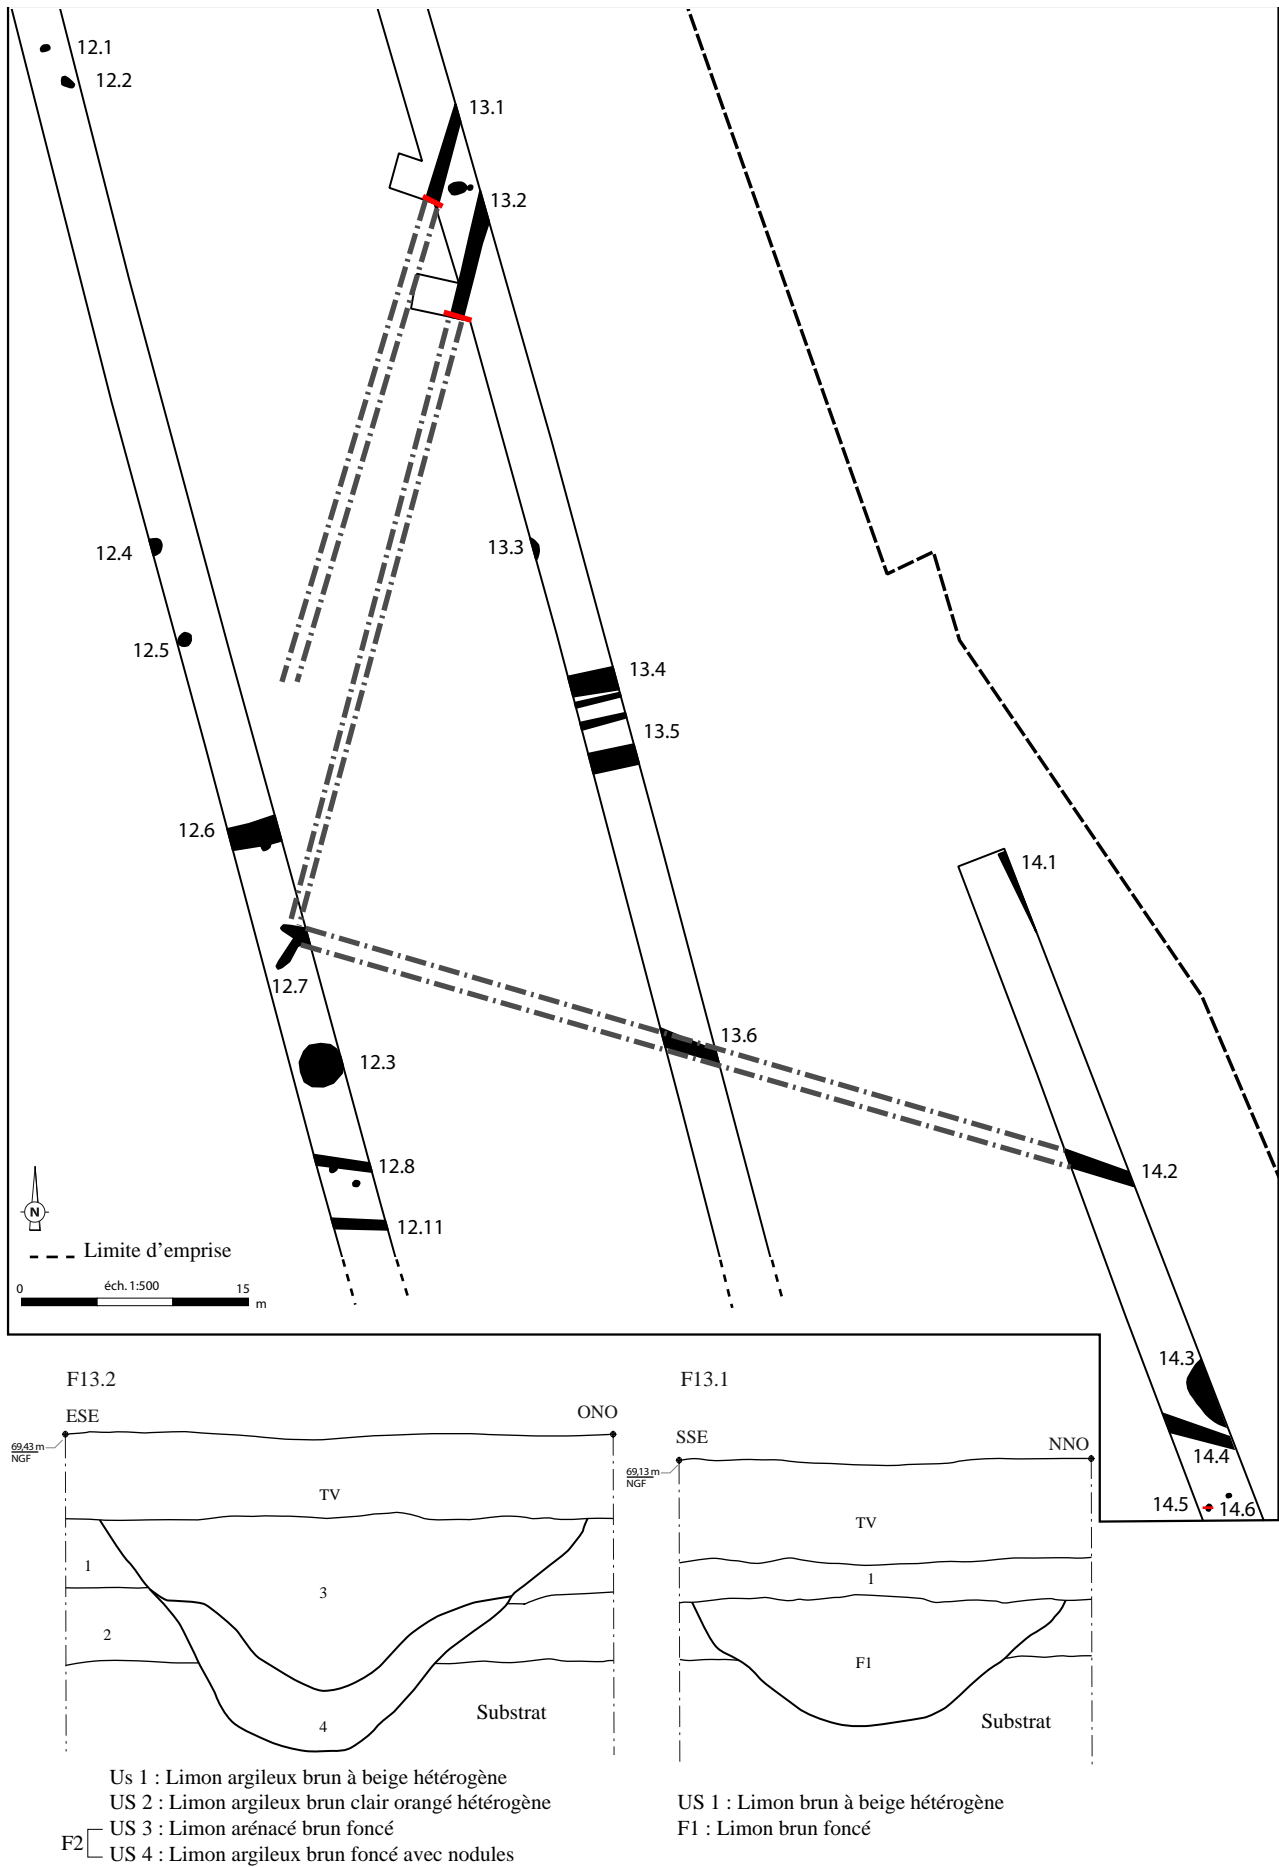 12.1
12.2
13.1
13.2
12.4
13.3
12.5
13.4
13.5
12.6
14.1
12.7
13.6
12.3
12.8
14.2
12.11
N
Limite d'emprise
0 éch. 1:500 15 m
14.3
14.4
14.5
14.6
F13.2
ESE
ONO
69,43 m
NGF
TV
1
3
2
4
Substrat
Us 1 : Limon argileux brun à beige hétérogène
US 2 : Limon argileux brun clair orangé hétérogène
F2
US 3 : Limon arénacé brun foncé
US 4 : Limon argileux brun foncé avec nodules
F13.1
SSE
NNO
69,13 m
NGF
TV
1
F1
Substrat
US 1 : Limon brun à beige hétérogène
F1 : Limon brun foncé